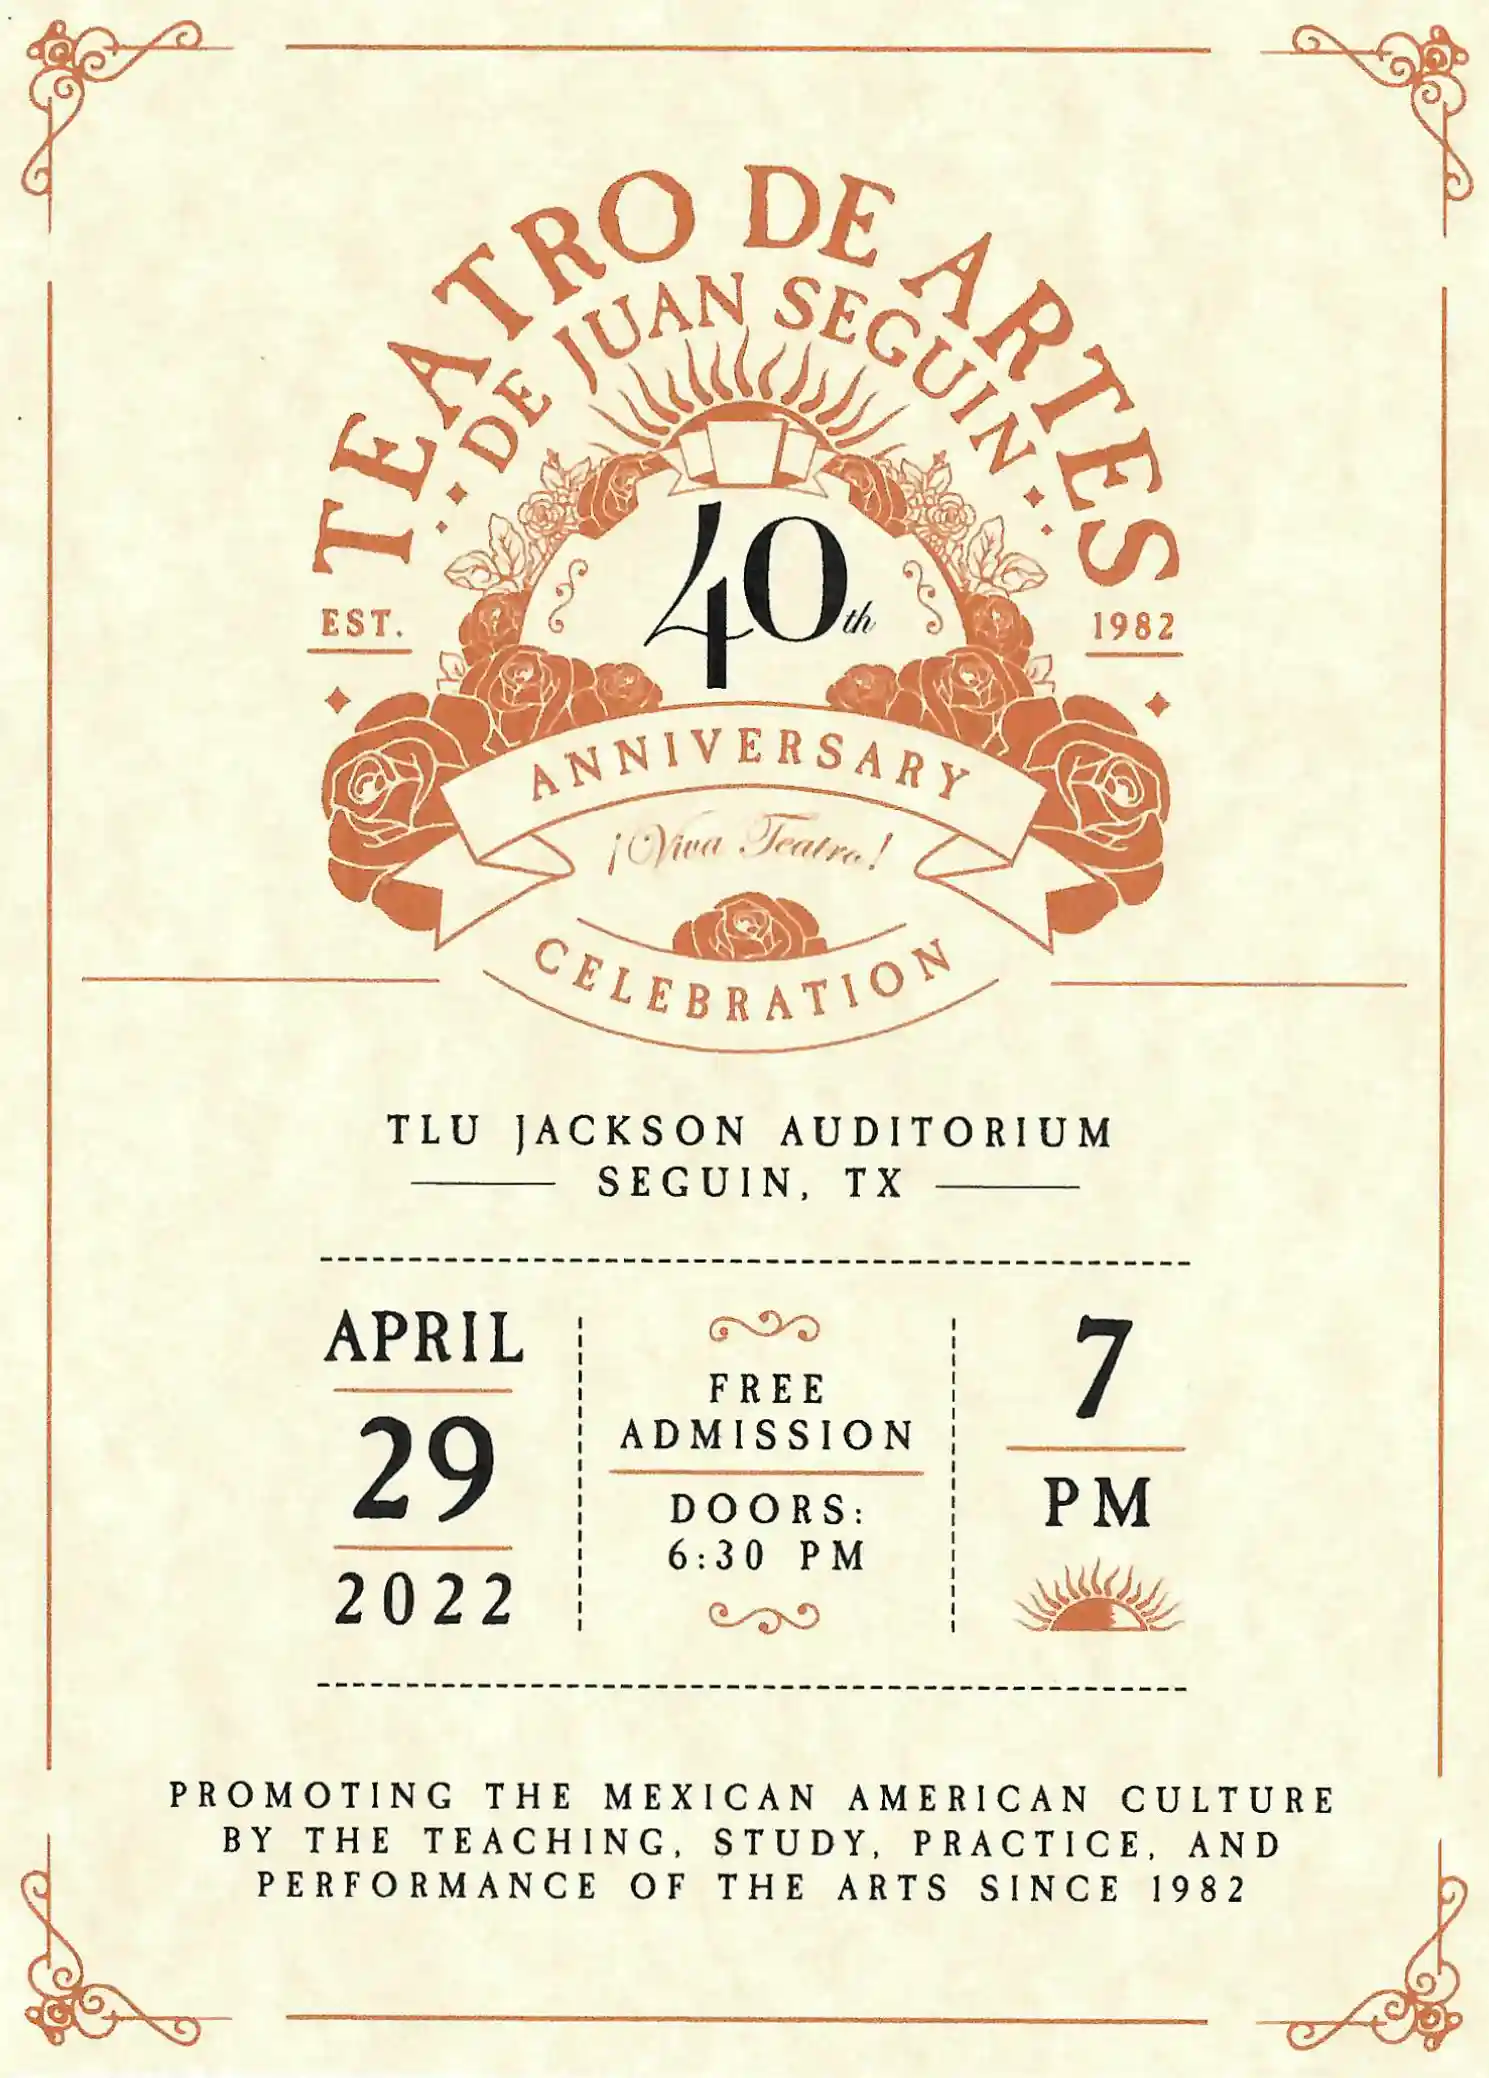 TEATRO DE ARTES
DE JUAN SEGUIN
EST.
1982
40th
ANNIVERSARY
¡Viva Teatro!
CELEBRATION
TLU JACKSON AUDITORIUM
SEGUIN, TX
APRIL
29
2022
FREE
ADMISSION
DOORS:
6:30 PM
7
PM
PROMOTING THE MEXICAN AMERICAN CULTURE
BY THE TEACHING, STUDY, PRACTICE, AND
PERFORMANCE OF THE ARTS SINCE 1982